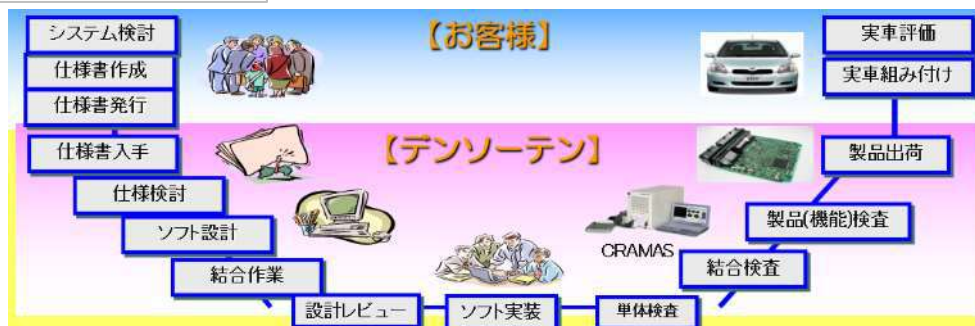 【お客様】
システム検討
仕様書作成
仕様書発行
実車評価
実車組み付け
【デンソーテン】
仕様書入手
仕様検討
ソフト設計
結合作業
設計レビュー
ソフト実装
単体検査
結合検査
製品(機能)検査
製品出荷
CRAMAS